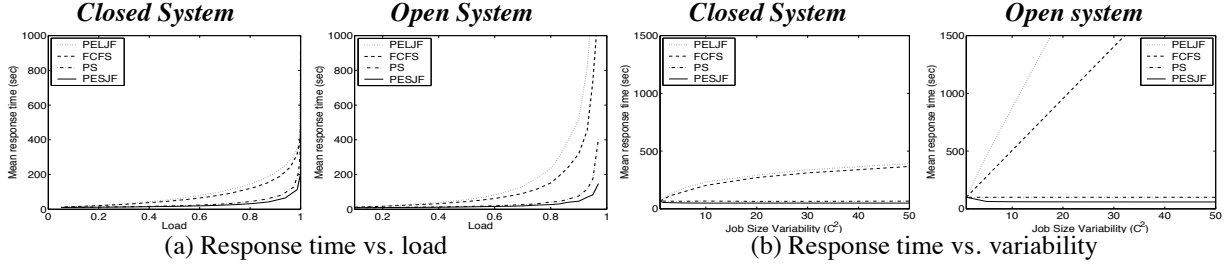 Closed System
Open System
Closed System
Open system
1000
800
600
400
200
0
Mean response time (sec)
PELJF
FCFS
PS
PESJF
0.2
0.4
0.6
0.8
1
Load
1000
800
600
400
200
0
Mean response time (sec)
PELJF
FCFS
PS
PESJF
0.2
0.4
0.6
0.8
1
Load
1500
1000
500
0
Mean response time (sec)
PELJF
FCFS
PS
PESJF
10
20
30
40
50
Job Size Variability (C²)
1500
1000
500
0
Mean response time (sec)
PELJF
FCFS
PS
PESJF
10
20
30
40
50
Job Size Variability (C²)
(a) Response time vs. load
(b) Response time vs. variability